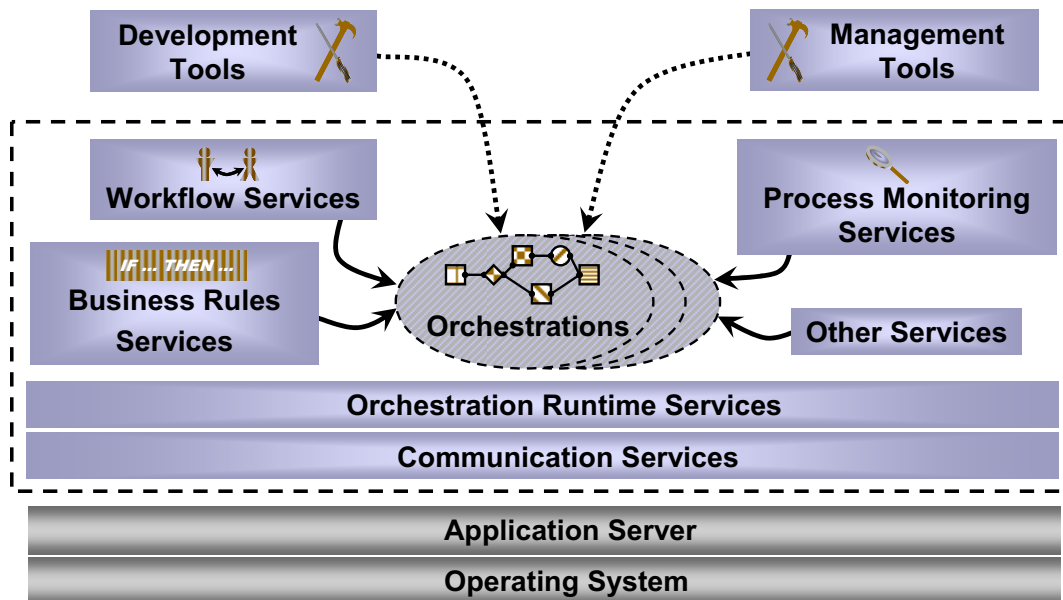 Development
Tools
Management
Tools
Workflow Services
Process Monitoring
Services
IF ... THEN ...
Business Rules
Services
Orchestrations
Other Services
Orchestration Runtime Services
Communication Services
Application Server
Operating System